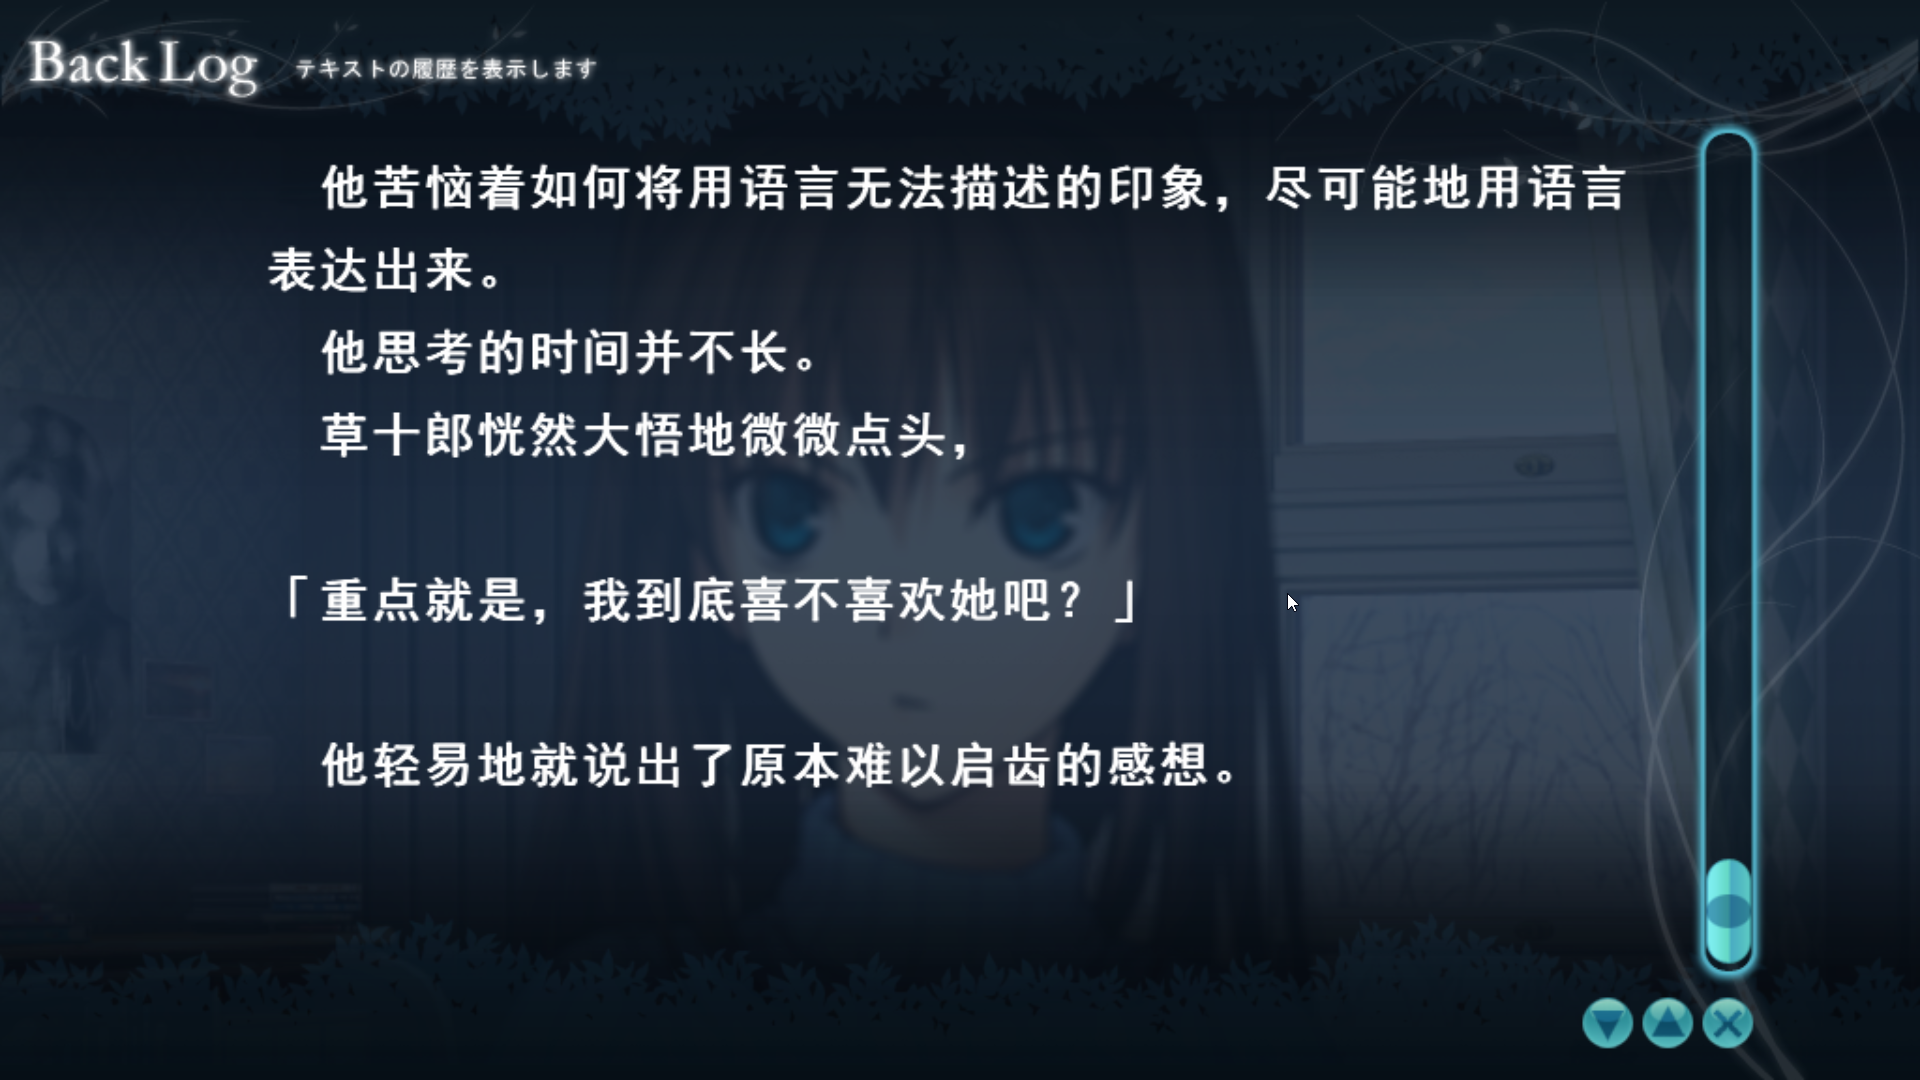 Back Log テキストの履歴を表示します
他苦恼着如何将用语言无法描述的印象，尽可能地用语言
表达出来。
他思考的时间并不长。
草十郎恍然大悟地微微点头，
「重点就是，我到底喜不喜欢她吧？」
他轻易地就说出了原本难以启齿的感想。